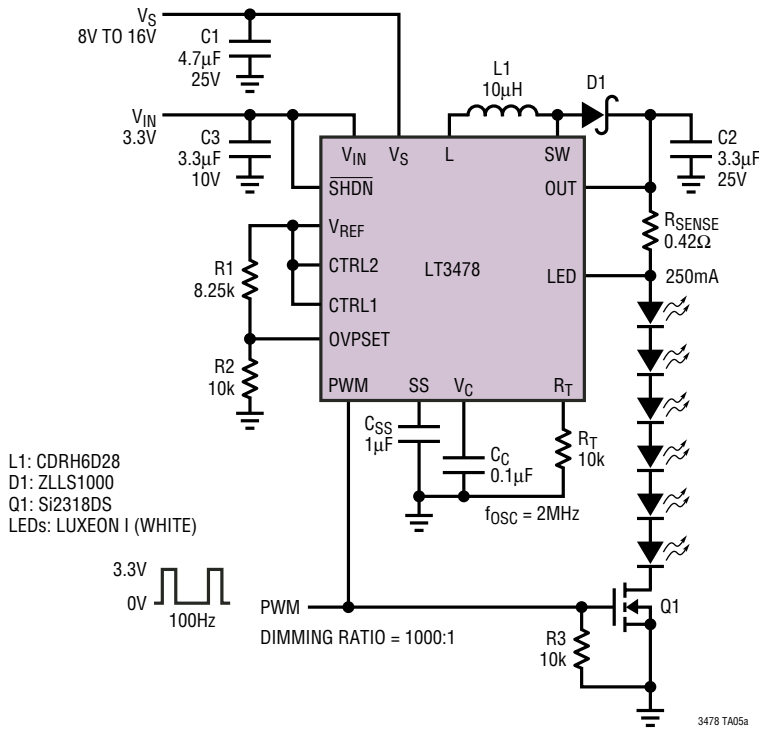 VS
8V TO 16V
C1
4.7µF
25V
L1
10µH
D1
VIN
3.3V
C3
3.3µF
10V
C2
3.3µF
25V
VIN
VS
L
SW
SHDN
OUT
RSENSE
0.42Ω
VREF
R1
8.25k
CTRL2
LT3478
LED
250mA
CTRL1
OVPSET
R2
10k
PWM
SS
VC
RT
CSS
1µF
CC
0.1µF
RT
10k
fOSC = 2MHz
L1: CDRH6D28
D1: ZLLS1000
Q1: Si2318DS
LEDs: LUXEON I (WHITE)
3.3V
0V
100Hz
PWM
DIMMING RATIO = 1000:1
Q1
R3
10k
3478 TA05a